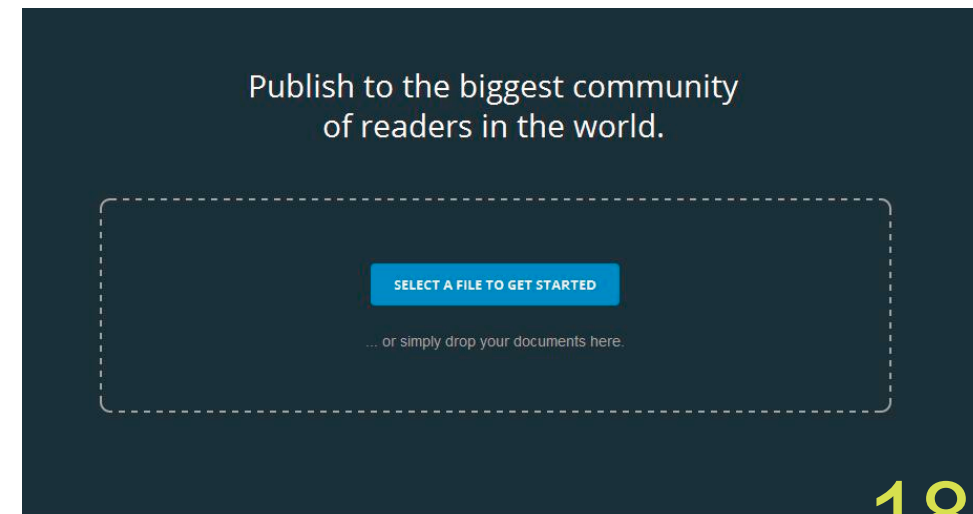 Publish to the biggest community
of readers in the world.
SELECT A FILE TO GET STARTED
... or simply drop your documents here.
18